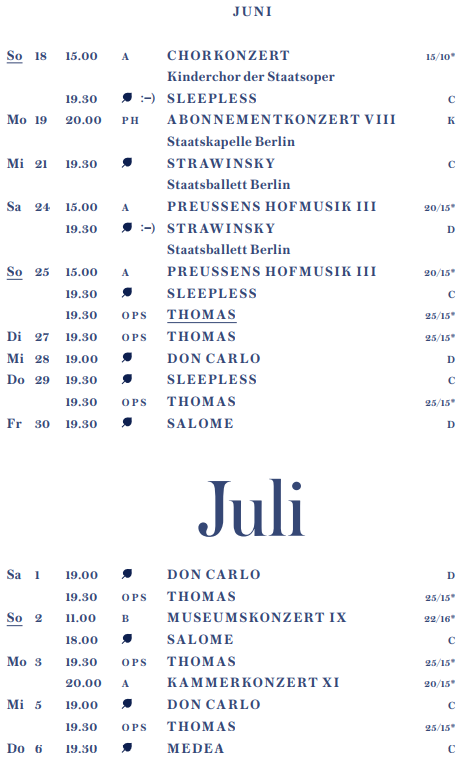 JUNI
So 18 15.00 A CHORKONZERT 15/10*
Kinderchor der Staatsoper
19.30 :–) SLEEPLESS C
Mo 19 20.00 PH ABONNEMENTKONZERT VIII K
Staatskapelle Berlin
Mi 21 19.30 STRAWINSKY C
Staatsballett Berlin
Sa 24 15.00 A PREUSSENS HOFMUSIK III 20/15*
19.30 :–) STRAWINSKY D
Staatsballett Berlin
So 25 15.00 A PREUSSENS HOFMUSIK III 20/15*
19.30 SLEEPLESS C
19.30 OPS THOMAS 25/15*
Di 27 19.30 OPS THOMAS 25/15*
Mi 28 19.00 DON CARLO D
Do 29 19.30 SLEEPLESS C
19.30 OPS THOMAS 25/15*
Fr 30 19.30 SALOME D
Juli
Sa 1 19.00 DON CARLO D
19.30 OPS THOMAS 25/15*
So 2 11.00 B MUSEUMSKONZERT IX 22/16*
18.00 SALOME C
Mo 3 19.30 OPS THOMAS 25/15*
20.00 A KAMMERKONZERT XI 20/15*
Mi 5 19.00 DON CARLO C
19.30 OPS THOMAS 25/15*
Do 6 19.30 MEDEA C